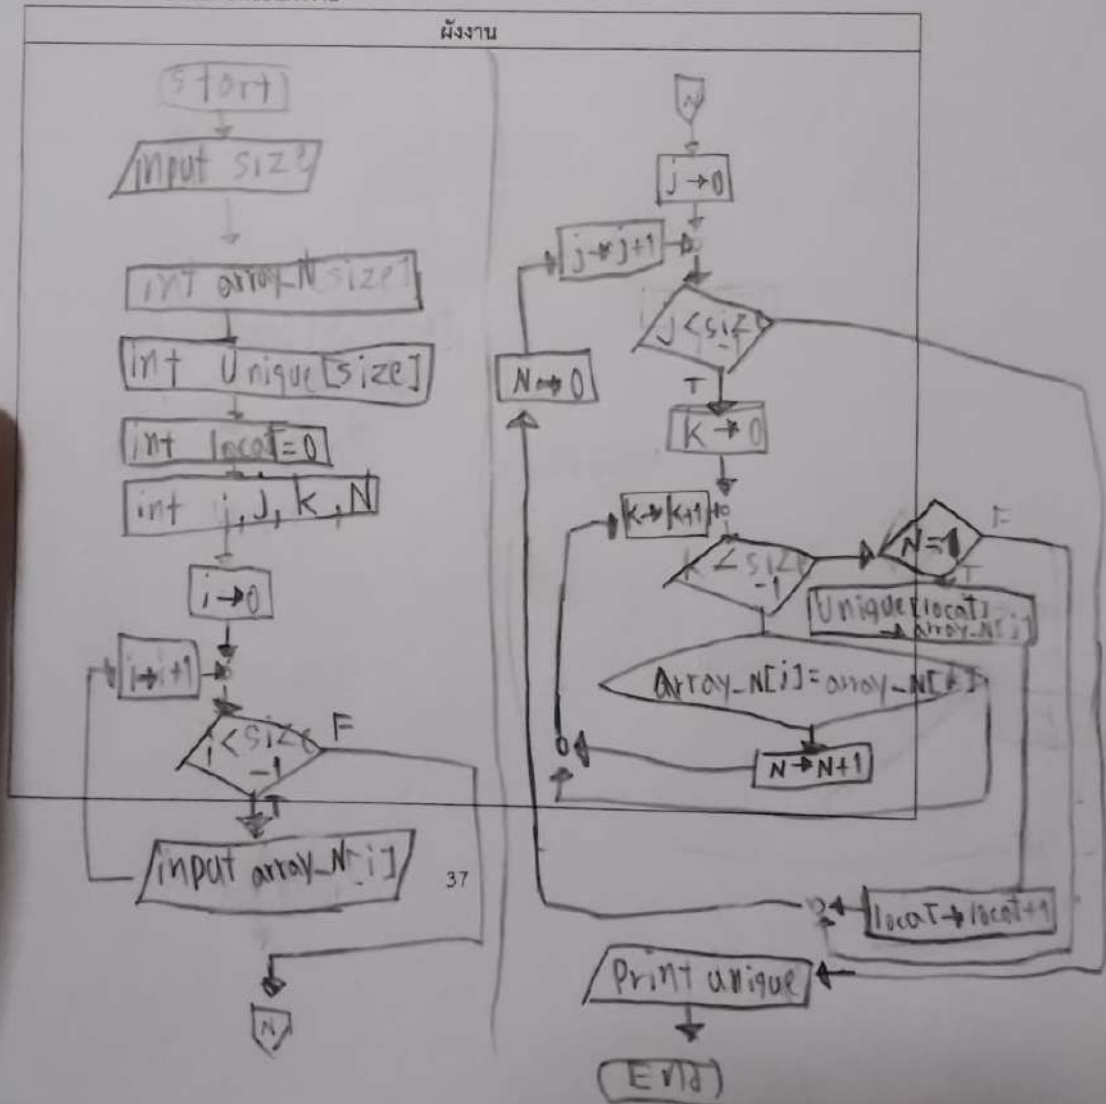 ผังงาน
start
input size
int array_N[size]
int Unique[size]
int locat=0
int i, j, k, N
i→0
i→i+1
i<size
-1
F
T
input array_N[i]
37
N
N
j→0
j→j+1
j<size
-1
N→0
T
k→0
k→k+1
k<size
-1
N=1
F
T
Unique[locat]
→array_N[j]
array_N[j]=array_N[k]
N→N+1
locat→locat+1
Print unique
End